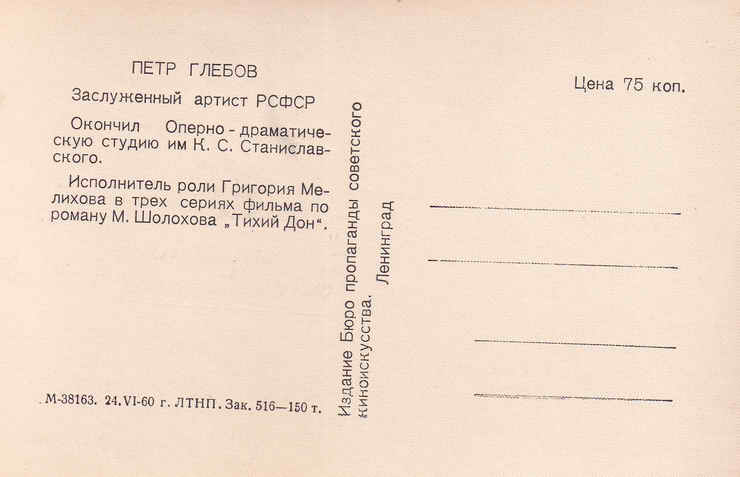 ПЕТР ГЛЕБОВ
Заслуженный артист РСФСР
Окончил Оперно-драматиче-
скую студию им К. С. Станислав-
ского.
Исполнитель роли Григория Ме-
лихова в трех сериях фильма по
роману М. Шолохова „Тихий Дон“.
М-38163. 24.VI-60 г. ЛТНП. Зак. 516—150 т.
Издание Бюро пропаганды советского
киноискусства. Ленинград
Цена 75 коп.